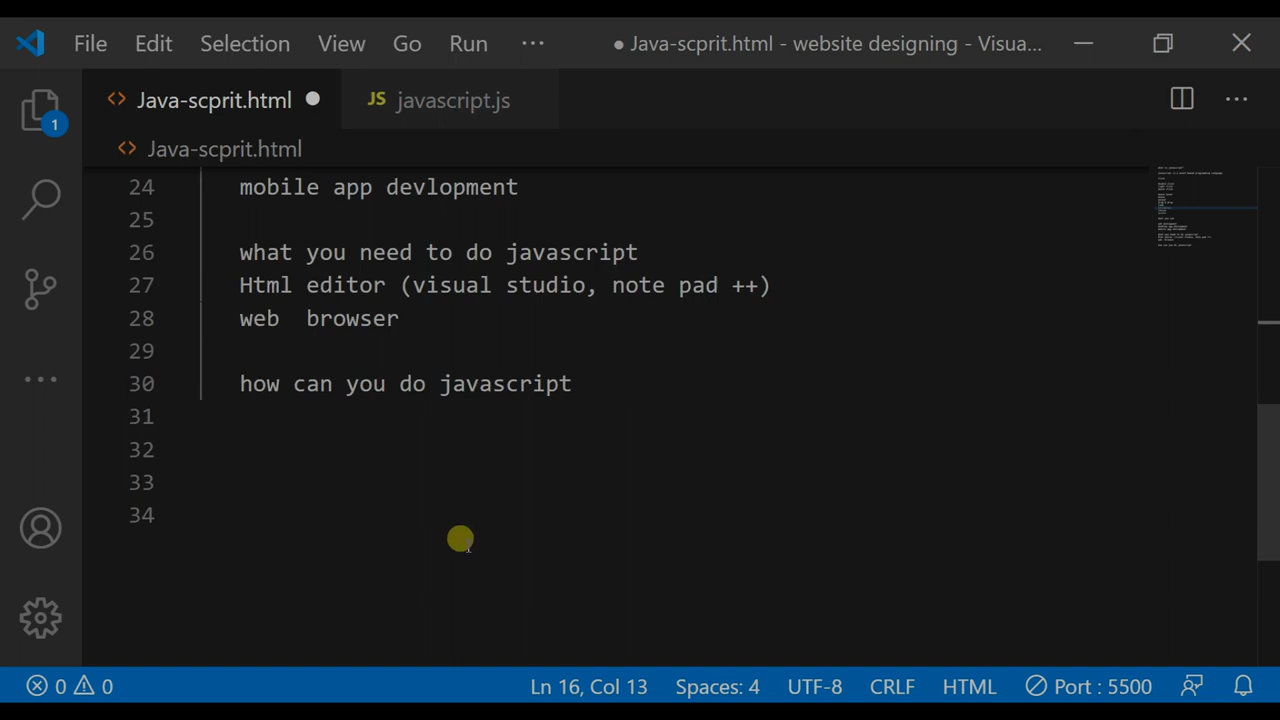 File Edit Selection View Go Run ··· ● Java-scprit.html - website designing - Visua...
Java-scprit.html ● JS javascript.js
Java-scprit.html
1
24 mobile app devlopment
25
26 what you need to do javascript
27 Html editor (visual studio, note pad ++)
28 web  browser
29
30 how can you do javascript
31
32
33
34
0 0 Ln 16, Col 13 Spaces: 4 UTF-8 CRLF HTML Port : 5500